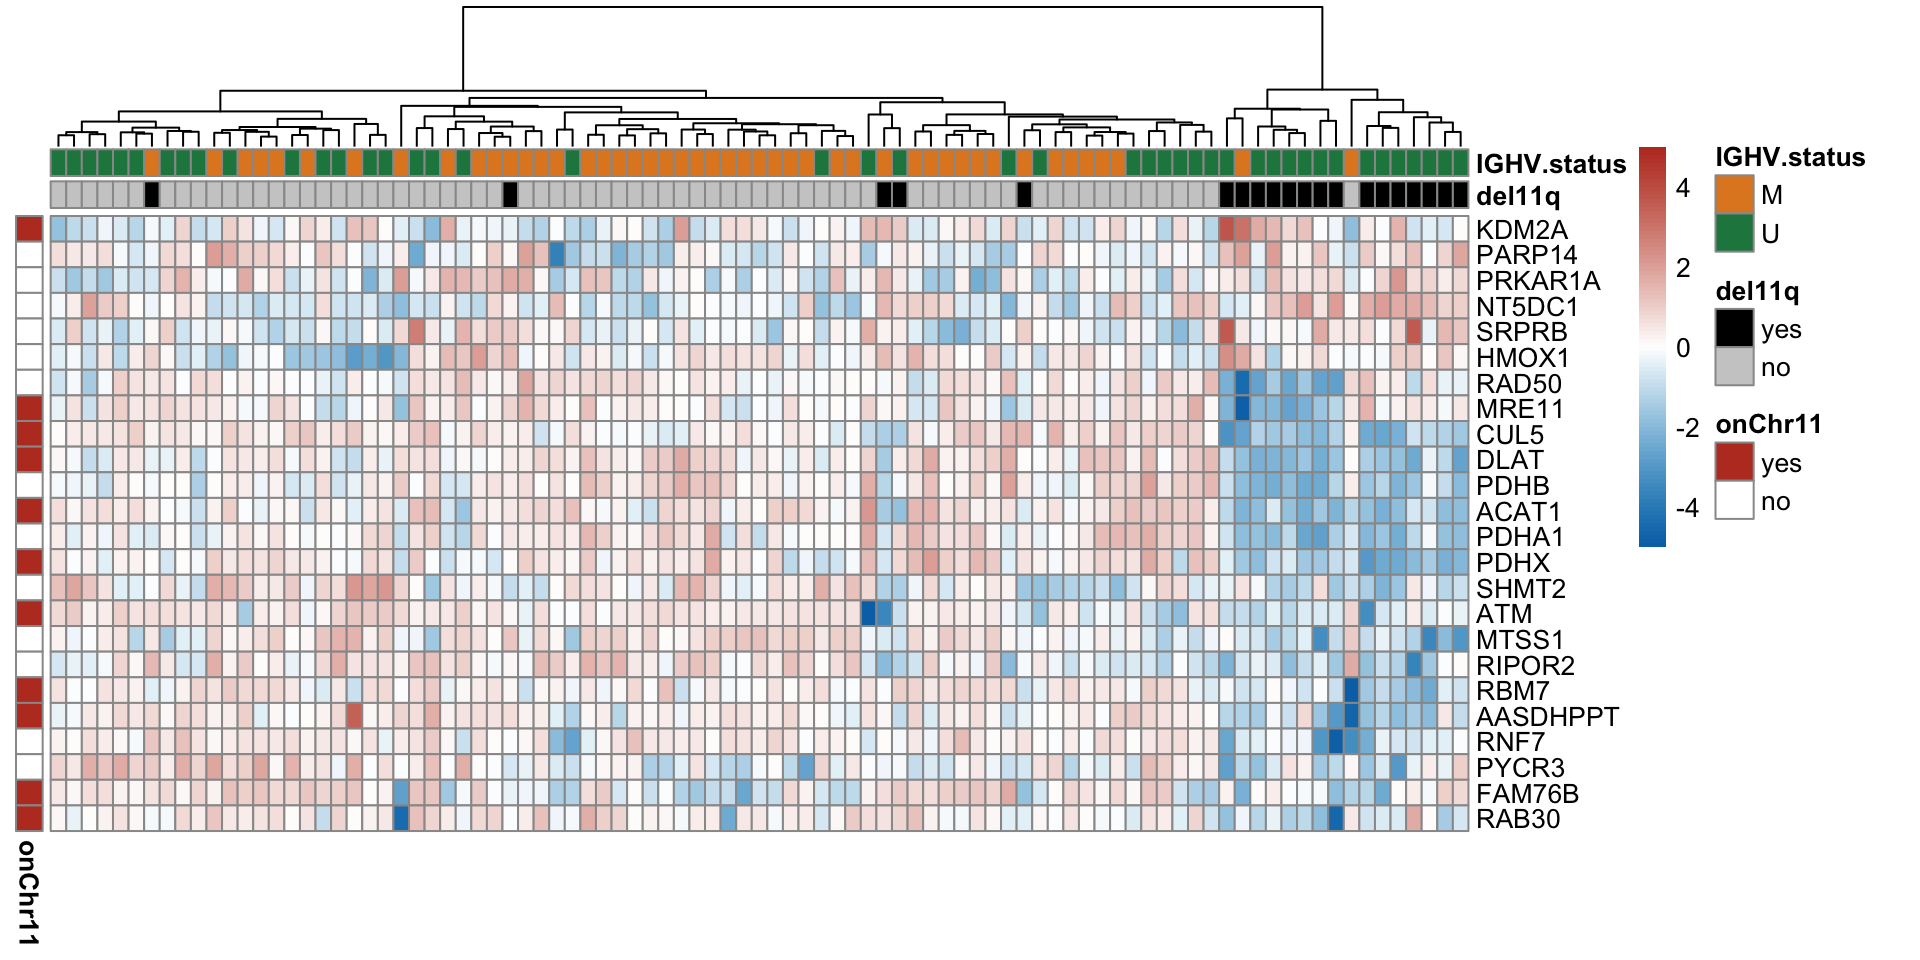 IGHV.status
del11q
KDM2A
PARP14
PRKAR1A
NT5DC1
SRPRB
HMOX1
RAD50
MRE11
CUL5
DLAT
PDHB
ACAT1
PDHA1
PDHX
SHMT2
ATM
MTSS1
RIPOR2
RBM7
AASDHPPT
RNF7
PYCR3
FAM76B
RAB30
onChr11
4
2
0
-2
-4
IGHV.status
M
U
del11q
yes
no
onChr11
yes
no